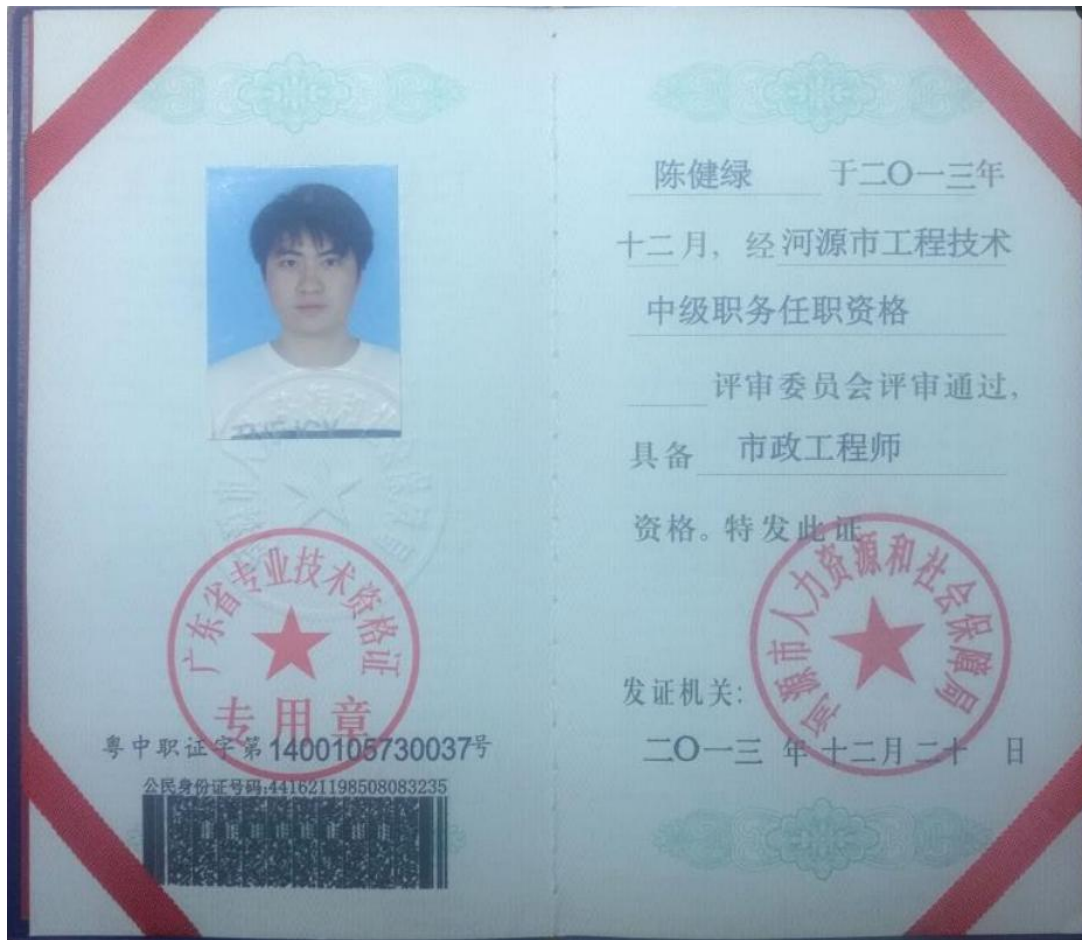 广东省专业技术资格证
专用章
粤中职证字第1400105730037号
公民身份证号码:441621198508083235
陈健绿 于二〇一三年
十二月，经河源市工程技术
中级职务任职资格
评审委员会评审通过，
具备 市政工程师
资格。特发此证
河源市人力资源和社会保障局
发证机关:
二〇一三 年 十二月 二十 日